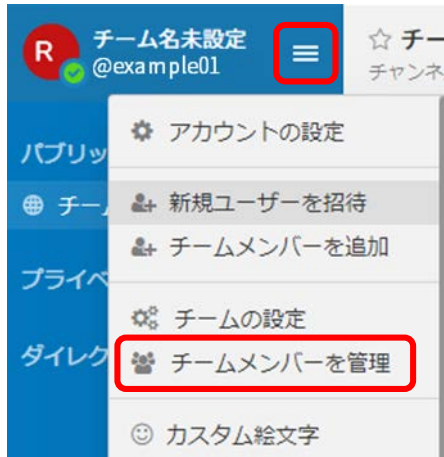 R
チーム名未設定
@example01
☆ チー
チャンネ
アカウントの設定
パブリッ
新規ユーザーを招待
チー
チームメンバーを追加
プライベ
チームの設定
ダイレク
チームメンバーを管理
カスタム絵文字